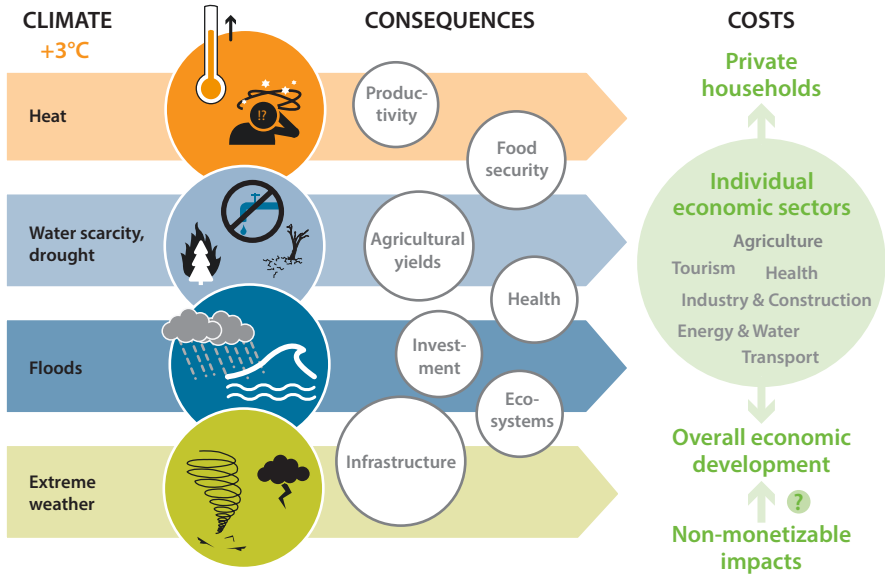 CLIMATE
+3°C
CONSEQUENCES
COSTS
Heat
!?
Water scarcity,
drought
Floods
Extreme
weather
Produc-
tivity
Food
security
Agricultural
yields
Health
Invest-
ment
Eco-
systems
Infrastructure
Private
households
Individual
economic sectors
Agriculture
Tourism
Health
Industry & Construction
Energy & Water
Transport
Overall economic
development
?
Non-monetizable
impacts